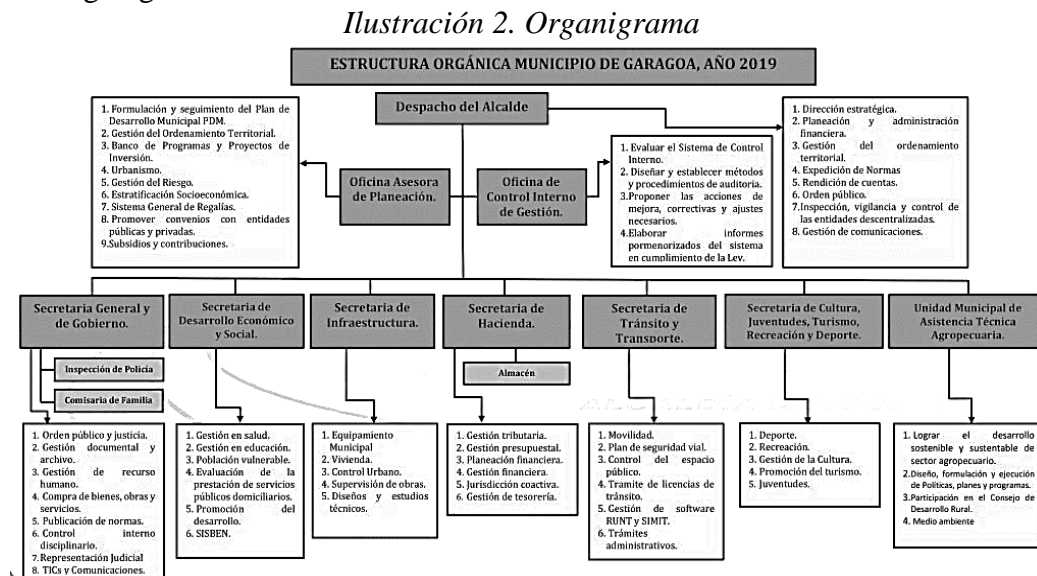 Ilustración 2. Organigrama
ESTRUCTURA ORGÁNICA MUNICIPIO DE GARAGOA, AÑO 2019
Despacho del Alcalde
1. Formulación y seguimiento del Plan de
Desarrollo Municipal PDM.
2. Gestión del Ordenamiento Territorial.
3. Banco de Programas y Proyectos de
Inversión.
4. Urbanismo.
5. Gestión del Riesgo.
6. Estratificación Socioeconómica.
7. Sistema General de Regalías.
8. Promover convenios con entidades
públicas y privadas.
9.Subsidios y contribuciones.
Oficina Asesora
de Planeación.
Oficina de
Control Interno
de Gestión.
1. Evaluar el Sistema de Control
Interno.
2. Diseñar y establecer métodos
y procedimientos de auditoría.
3.Proponer las acciones de
mejora, correctivas y ajustes
necesarios.
4.Elaborar informes
pormenorizados del sistema
en cumplimiento de la Ley.
1. Dirección estratégica.
2. Planeación y administración
financiera.
3. Gestión del ordenamiento
territorial.
4. Expedición de Normas
5. Rendición de cuentas.
6. Orden público.
7.Inspección, vigilancia y control de
las entidades descentralizadas.
8. Gestión de comunicaciones.
Secretaria General y
de Gobierno.
Inspección de Policía
Comisaria de Familia
1. Orden público y justicia.
2. Gestión documental y
archivo.
3. Gestión de recurso
humano.
4. Compra de bienes, obras y
servicios.
5. Publicación de normas.
6. Control interno
disciplinario.
7.Representación Judicial
8. TICs y Comunicaciones.
Secretaria de
Desarrollo Económico
y Social.
1. Gestión en salud.
2. Gestión en educación.
3. Población vulnerable.
4. Evaluación de la
prestación de servicios
públicos domiciliarios.
5. Promoción del
desarrollo.
6. SISBEN.
Secretaria de
Infraestructura.
1. Equipamiento
Municipal
2. Vivienda.
3. Control Urbano.
4. Supervisión de obras.
5. Diseños y estudios
técnicos.
Secretaria de
Hacienda.
Almacén
1. Gestión tributaria.
2. Gestión presupuestal.
3. Planeación financiera.
4. Gestión financiera.
5. Jurisdicción coactiva.
6. Gestión de tesorería.
Secretaria de
Tránsito y
Transporte.
1. Movilidad.
2. Plan de seguridad vial.
3. Control del espacio
público.
4. Tramite de licencias de
tránsito.
5. Gestión de software
RUNT y SIMIT.
6. Trámites
administrativos.
Secretaria de Cultura,
Juventudes, Turismo,
Recreación y Deporte.
1. Deporte.
2. Recreación.
3. Gestión de la Cultura.
4. Promoción del turismo.
5. Juventudes.
Unidad Municipal de
Asistencia Técnica
Agropecuaria.
1. Lograr el desarrollo
sostenible y sustentable de
sector agropecuario.
2.Diseño, formulación y ejecución
de Políticas, planes y programas.
3.Participación en el Consejo de
Desarrollo Rural.
4. Medio ambiente